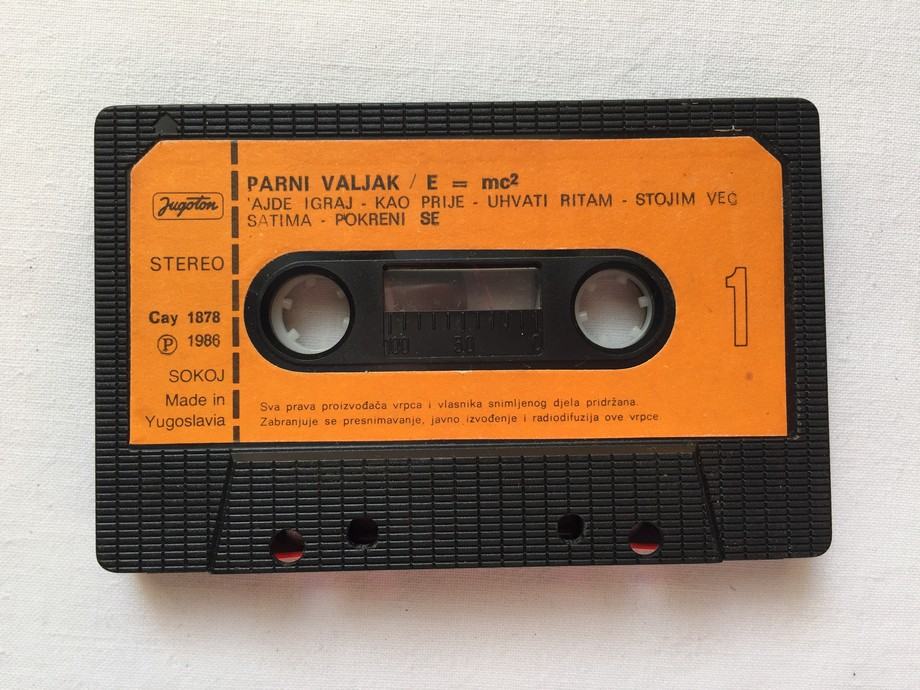 PARNI VALJAK / E = mc²
'AJDE IGRAJ - KAO PRIJE - UHVATI RITAM - STOJIM VEĆ
SATIMA - POKRENI SE
Jugoton
STEREO
Cay 1878
Ⓟ 1986
SOKOJ
Made in
Yugoslavia
1
100 50 0
Sva prava proizvođača vrpca i vlasnika snimljenog djela pridržana.
Zabranjuje se presnimavanje, javno izvođenje i radiodifuzija ove vrpce